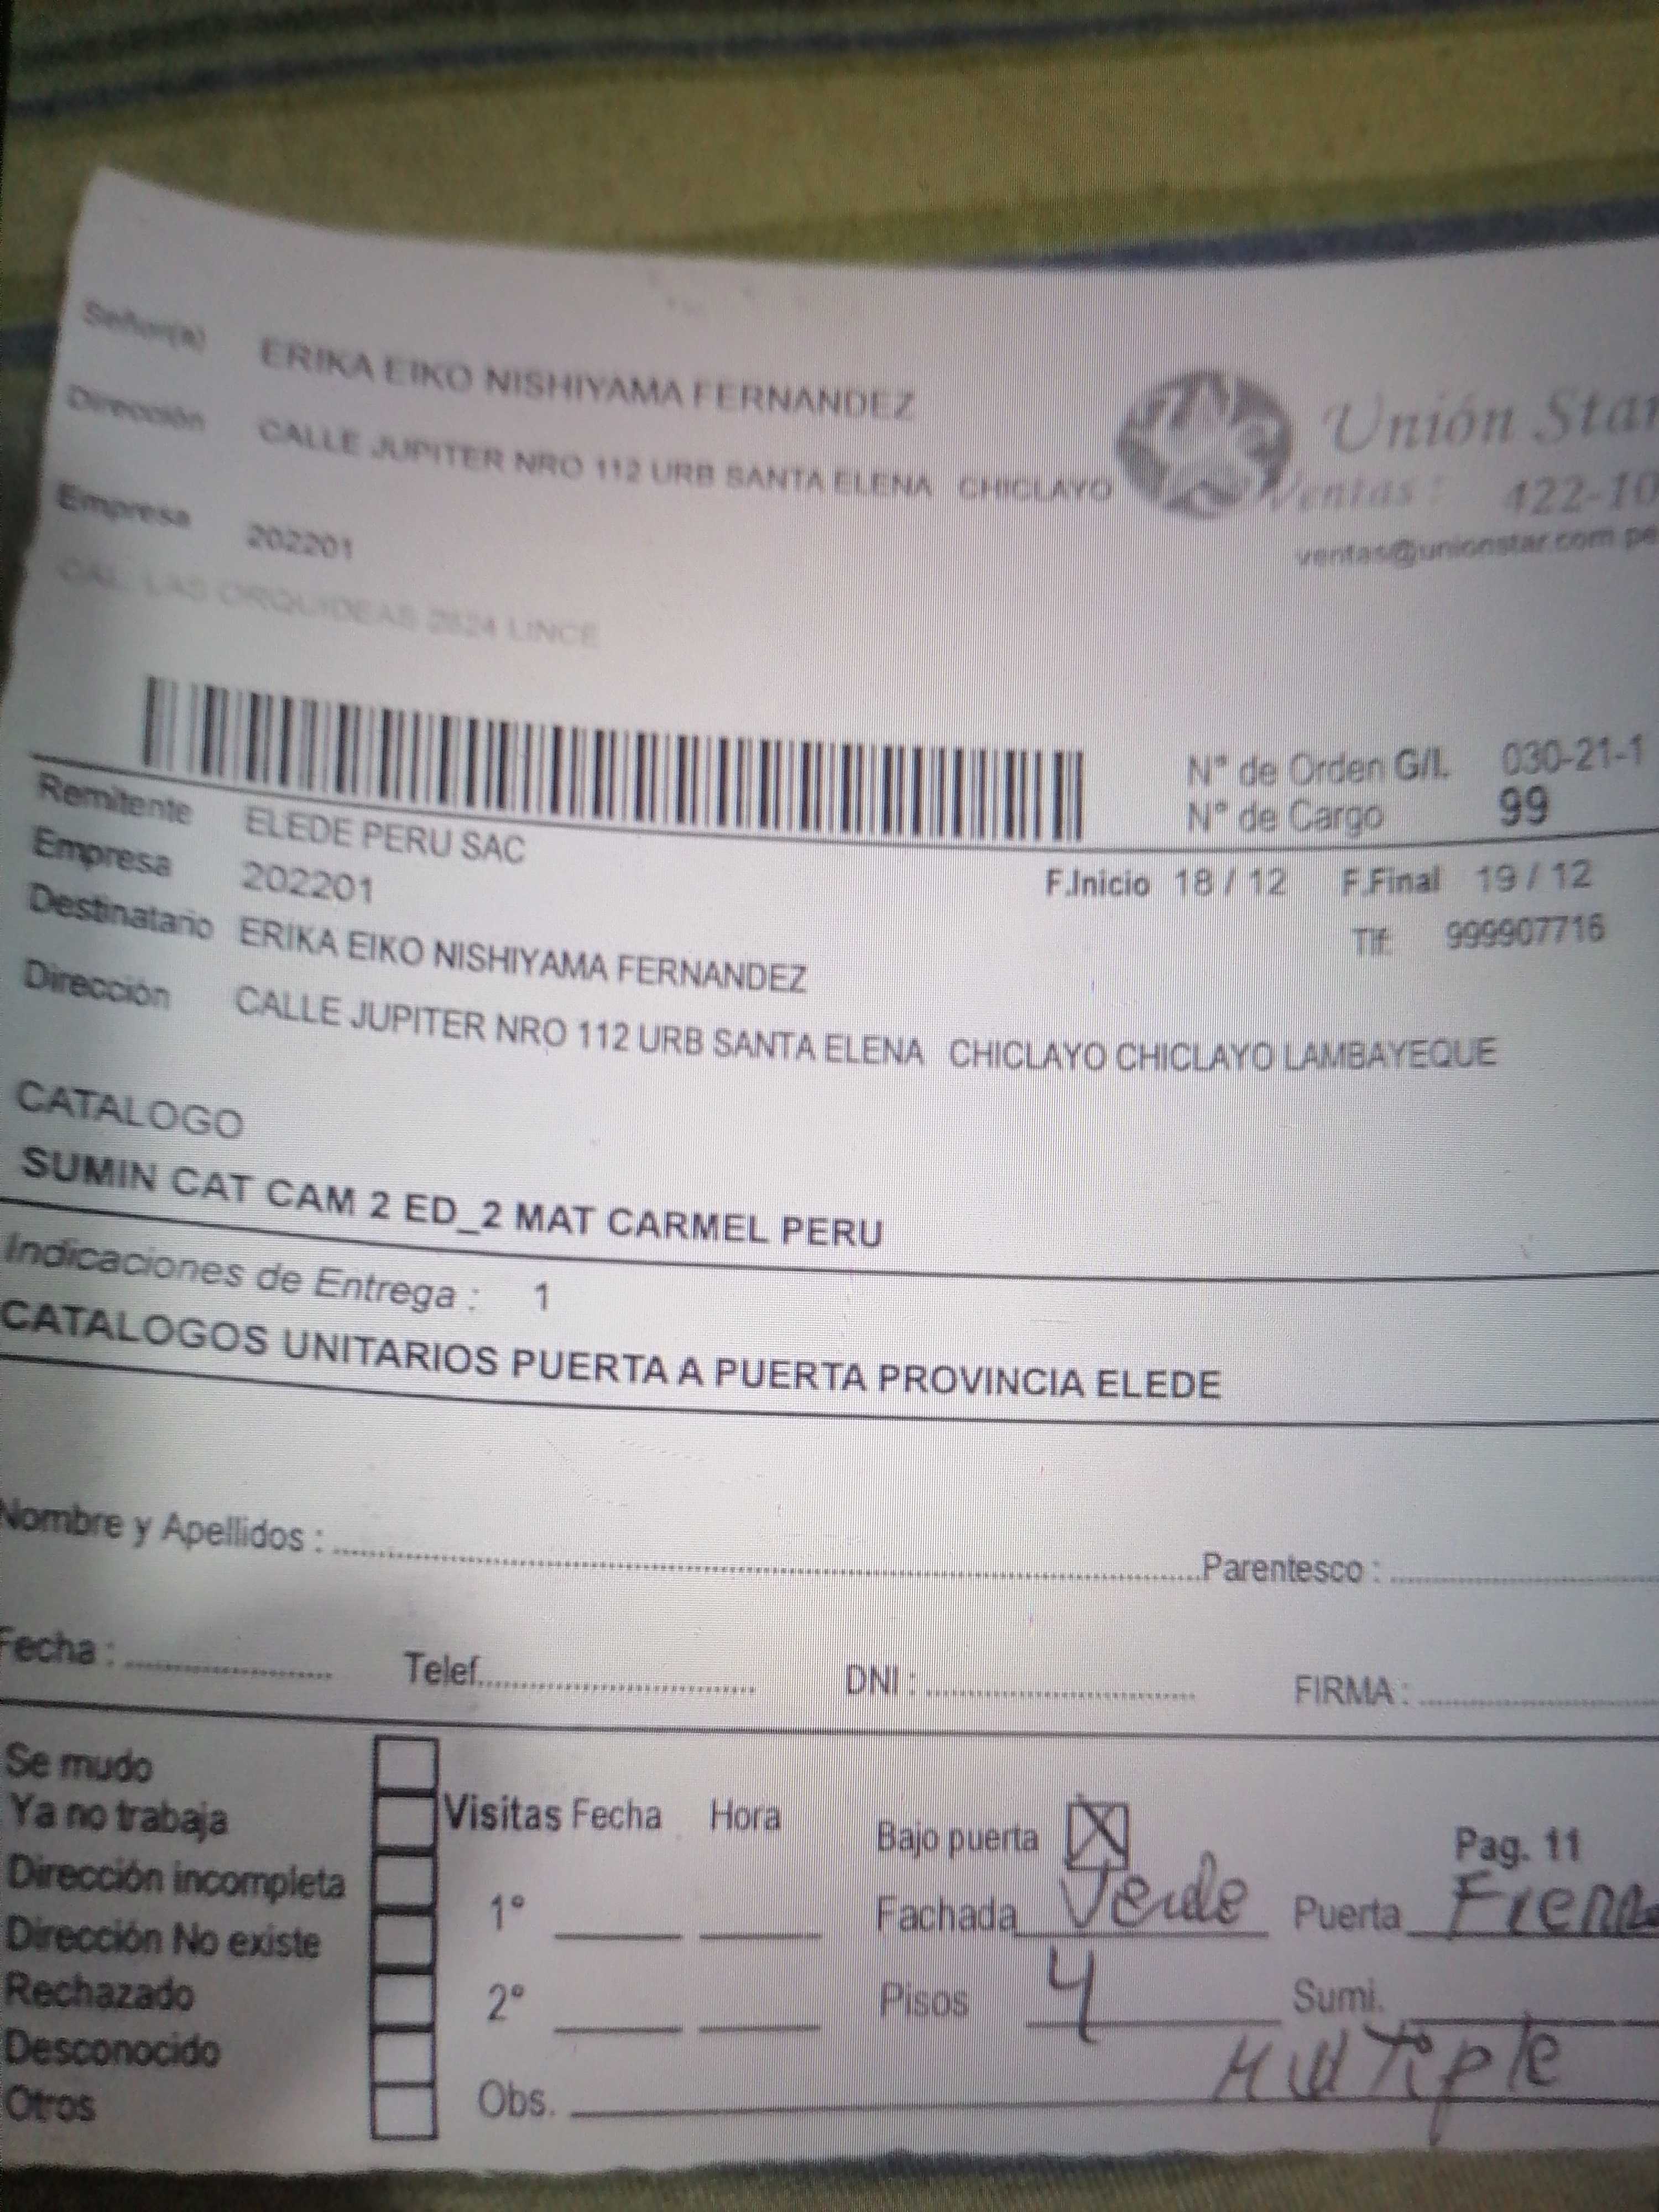 Señor(a) ERIKA EIKO NISHIYAMA FERNANDEZ
Dirección CALLE JUPITER NRO 112 URB SANTA ELENA CHICLAYO
Unión Star
Ventas: 422-10
ventas@unionstar.com.pe
Empresa 202201
CAL. LAS ORQUIDEAS 2624 LINCE
N° de Orden G/I. 030-21-1
N° de Cargo 99
Remitente ELEDE PERU SAC
Empresa 202201
F.Inicio 18 / 12 F.Final 19 / 12
Destinatario ERIKA EIKO NISHIYAMA FERNANDEZ
Tlf: 999907716
Dirección CALLE JUPITER NRO 112 URB SANTA ELENA CHICLAYO CHICLAYO LAMBAYEQUE
CATALOGO
SUMIN CAT CAM 2 ED_2 MAT CARMEL PERU
Indicaciones de Entrega : 1
CATALOGOS UNITARIOS PUERTA A PUERTA PROVINCIA ELEDE
Nombre y Apellidos : Parentesco :
Fecha : Telef. DNI : FIRMA :
Se mudo
Ya no trabaja
Dirección incompleta
Dirección No existe
Rechazado
Desconocido
Otros
Visitas Fecha Hora
1°
2°
Obs.
Bajo puerta Pag. 11
Fachada Verde Puerta
Pisos 4 Sumi.
Multiple